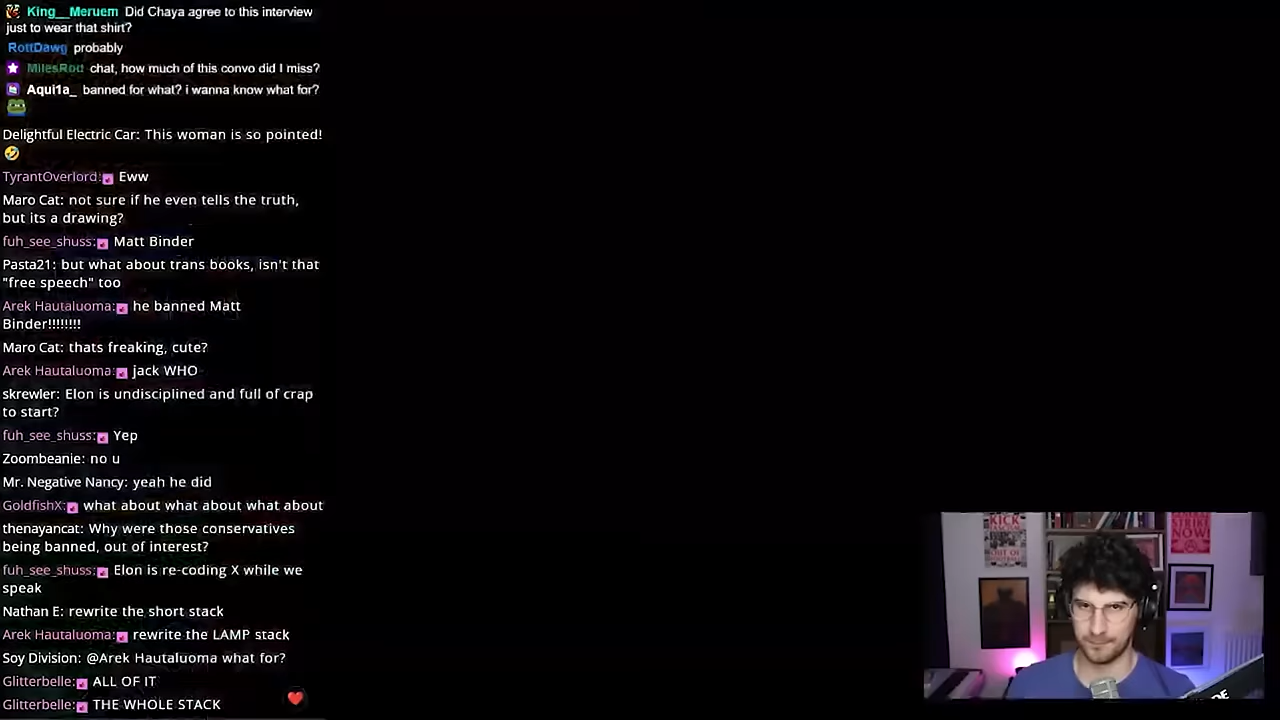 King__Meruem Did Chaya agree to this interview
just to wear that shirt?
RottDawg probably
MilesRod chat, how much of this convo did I miss?
Aqui1a_ banned for what? i wanna know what for?
Delightful Electric Car: This woman is so pointed!
TyrantOverlord: Eww
Maro Cat: not sure if he even tells the truth,
but its a drawing?
fuh_see_shuss: Matt Binder
Pasta21: but what about trans books, isn't that
"free speech" too
Arek Hautaluoma: he banned Matt
Binder!!!!!!!!
Maro Cat: thats freaking, cute?
Arek Hautaluoma: jack WHO
skrewler: Elon is undisciplined and full of crap
to start?
fuh_see_shuss: Yep
Zoombeanie: no u
Mr. Negative Nancy: yeah he did
GoldfishX: what about what about what about
thenayancat: Why were those conservatives
being banned, out of interest?
fuh_see_shuss: Elon is re-coding X while we
speak
Nathan E: rewrite the short stack
Arek Hautaluoma: rewrite the LAMP stack
Soy Division: @Arek Hautaluoma what for?
Glitterbelle: ALL OF IT
Glitterbelle: THE WHOLE STACK
KICK
OUT OF
STRIKE
NOW!